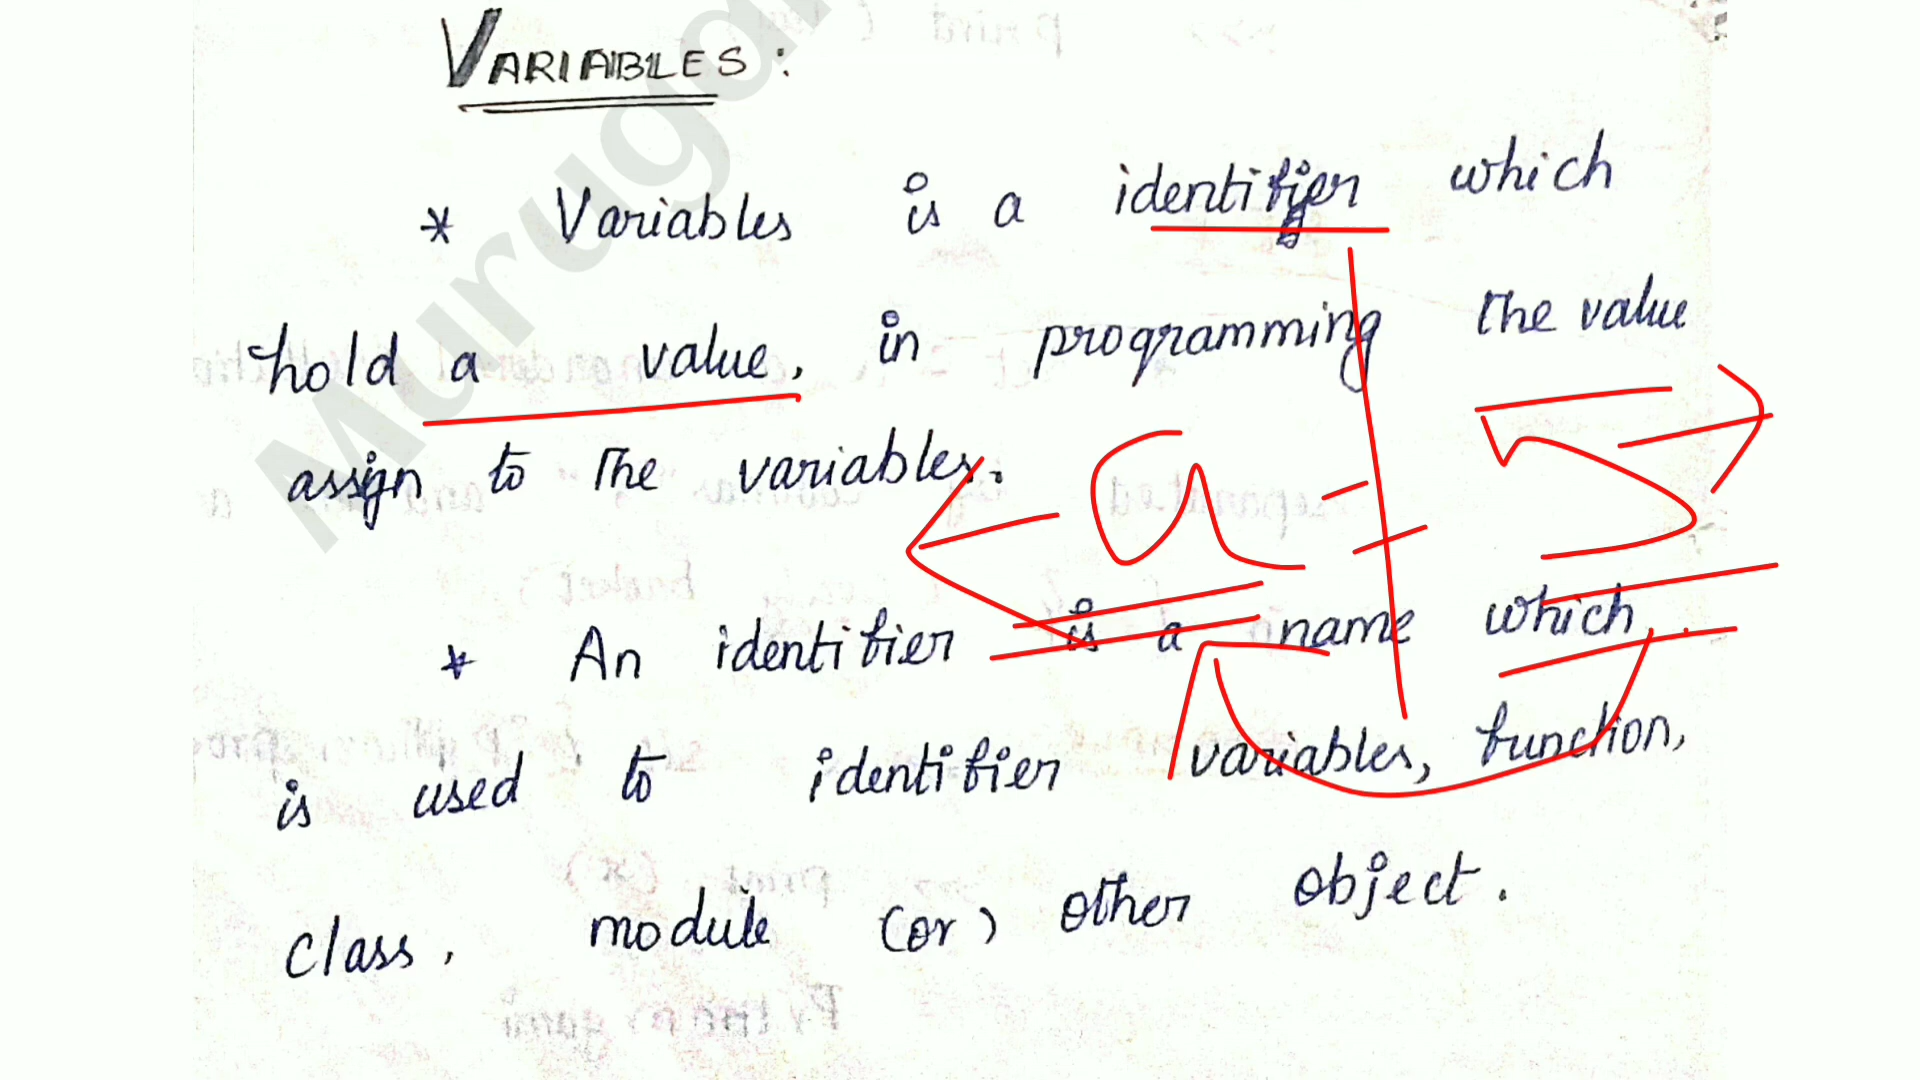 VARIABLES :
* Variables is a identifier which
hold a value, in programming the value
assign to the variables.
a = 5
* An identifier is a name which
is used to identifier variables, function,
class, module (or) other object.